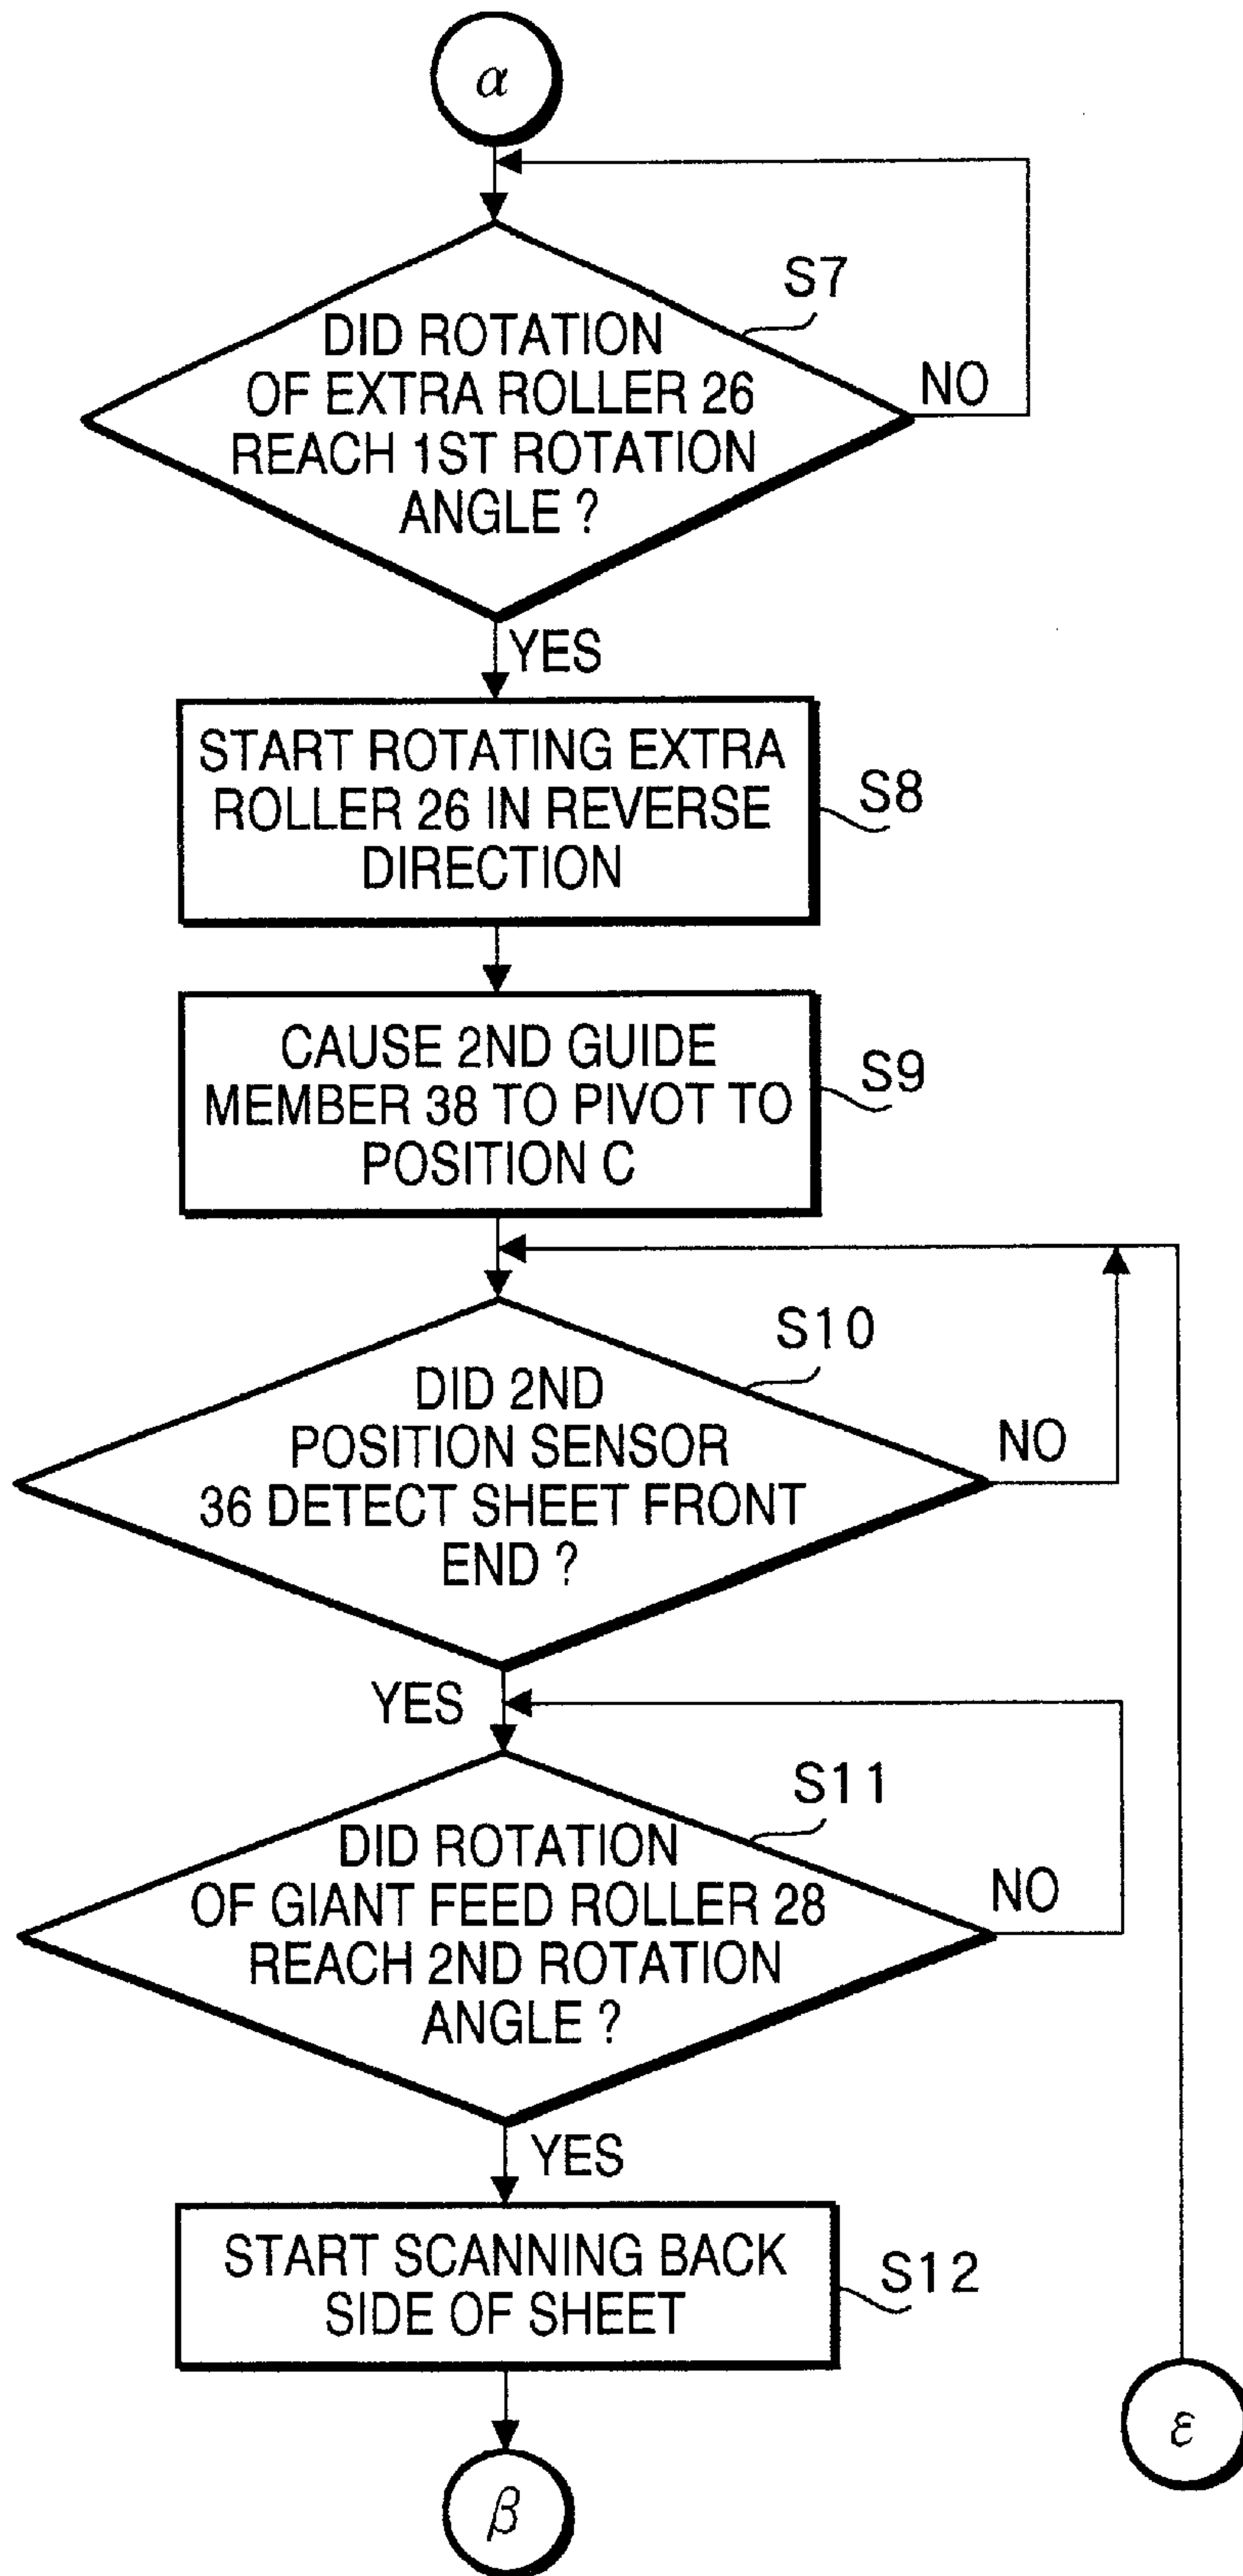 α
S7
DID ROTATION
OF EXTRA ROLLER 26
REACH 1ST ROTATION
ANGLE ?
NO
YES
START ROTATING EXTRA
ROLLER 26 IN REVERSE
DIRECTION
S8
CAUSE 2ND GUIDE
MEMBER 38 TO PIVOT TO
POSITION C
S9
S10
DID 2ND
POSITION SENSOR
36 DETECT SHEET FRONT
END ?
NO
YES
S11
DID ROTATION
OF GIANT FEED ROLLER 28
REACH 2ND ROTATION
ANGLE ?
NO
YES
START SCANNING BACK
SIDE OF SHEET
S12
ε
β